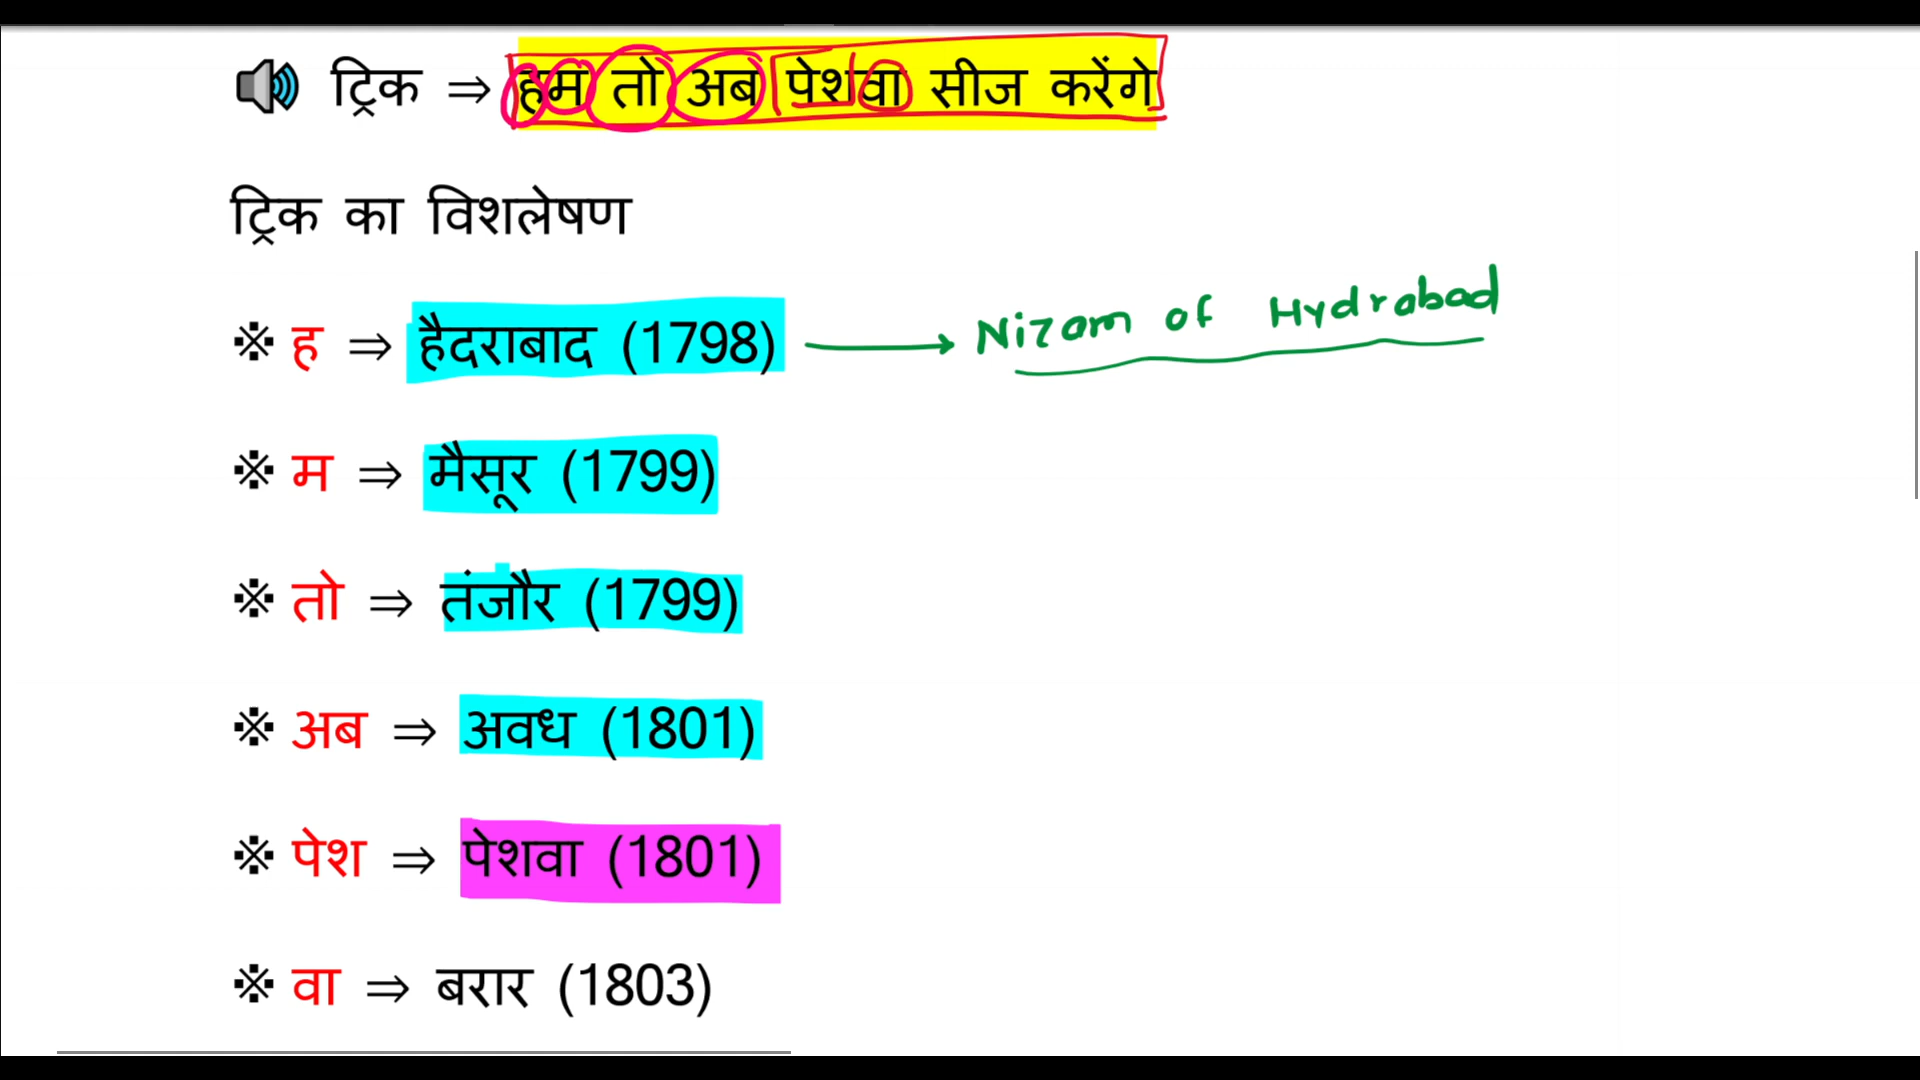 ट्रिक ⇒ हम तो अब पेशवा सीज करेंगे
ट्रिक का विशलेषण
※ ह ⇒ हैदराबाद (1798) → Nizam of Hydrabad
※ म ⇒ मैसूर (1799)
※ तो ⇒ तंजौर (1799)
※ अब ⇒ अवध (1801)
※ पेश ⇒ पेशवा (1801)
※ वा ⇒ बरार (1803)